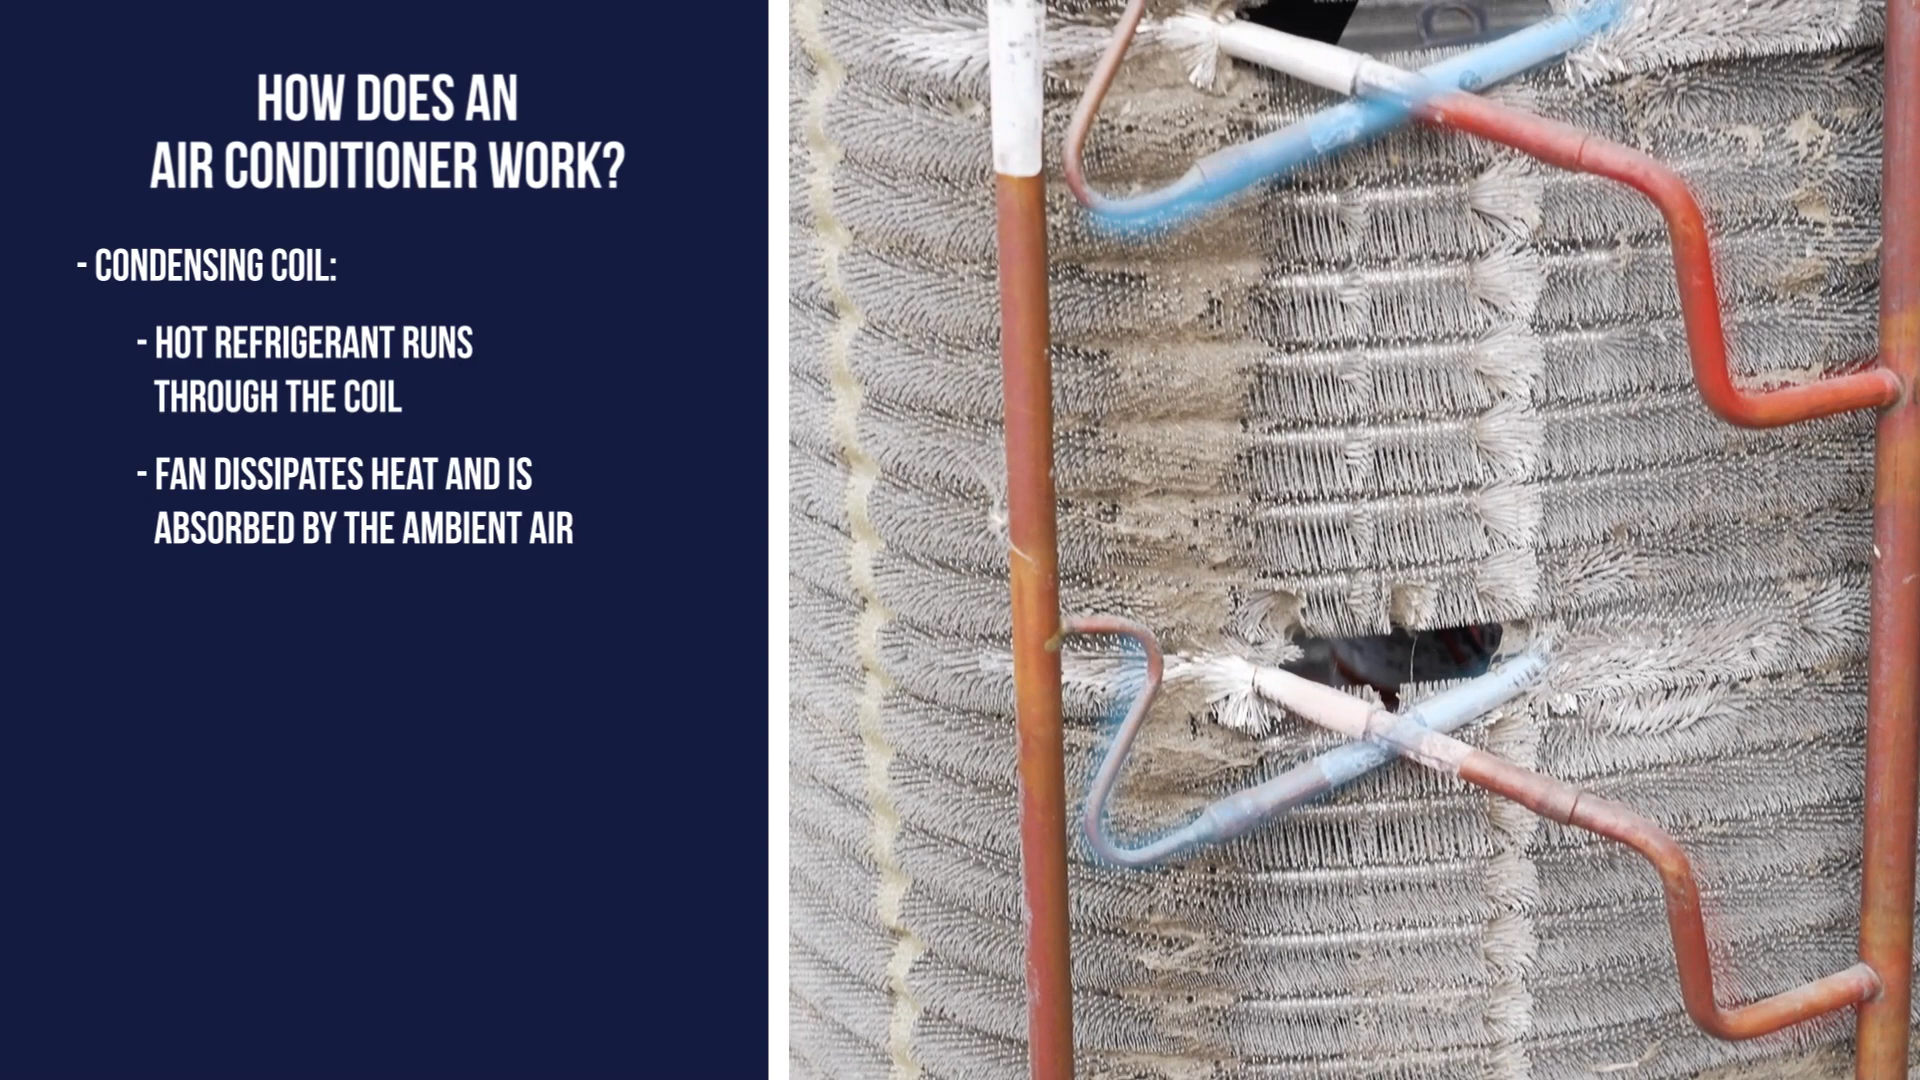 HOW DOES AN
AIR CONDITIONER WORK?
- CONDENSING COIL:
- HOT REFRIGERANT RUNS
THROUGH THE COIL
- FAN DISSIPATES HEAT AND IS
ABSORBED BY THE AMBIENT AIR